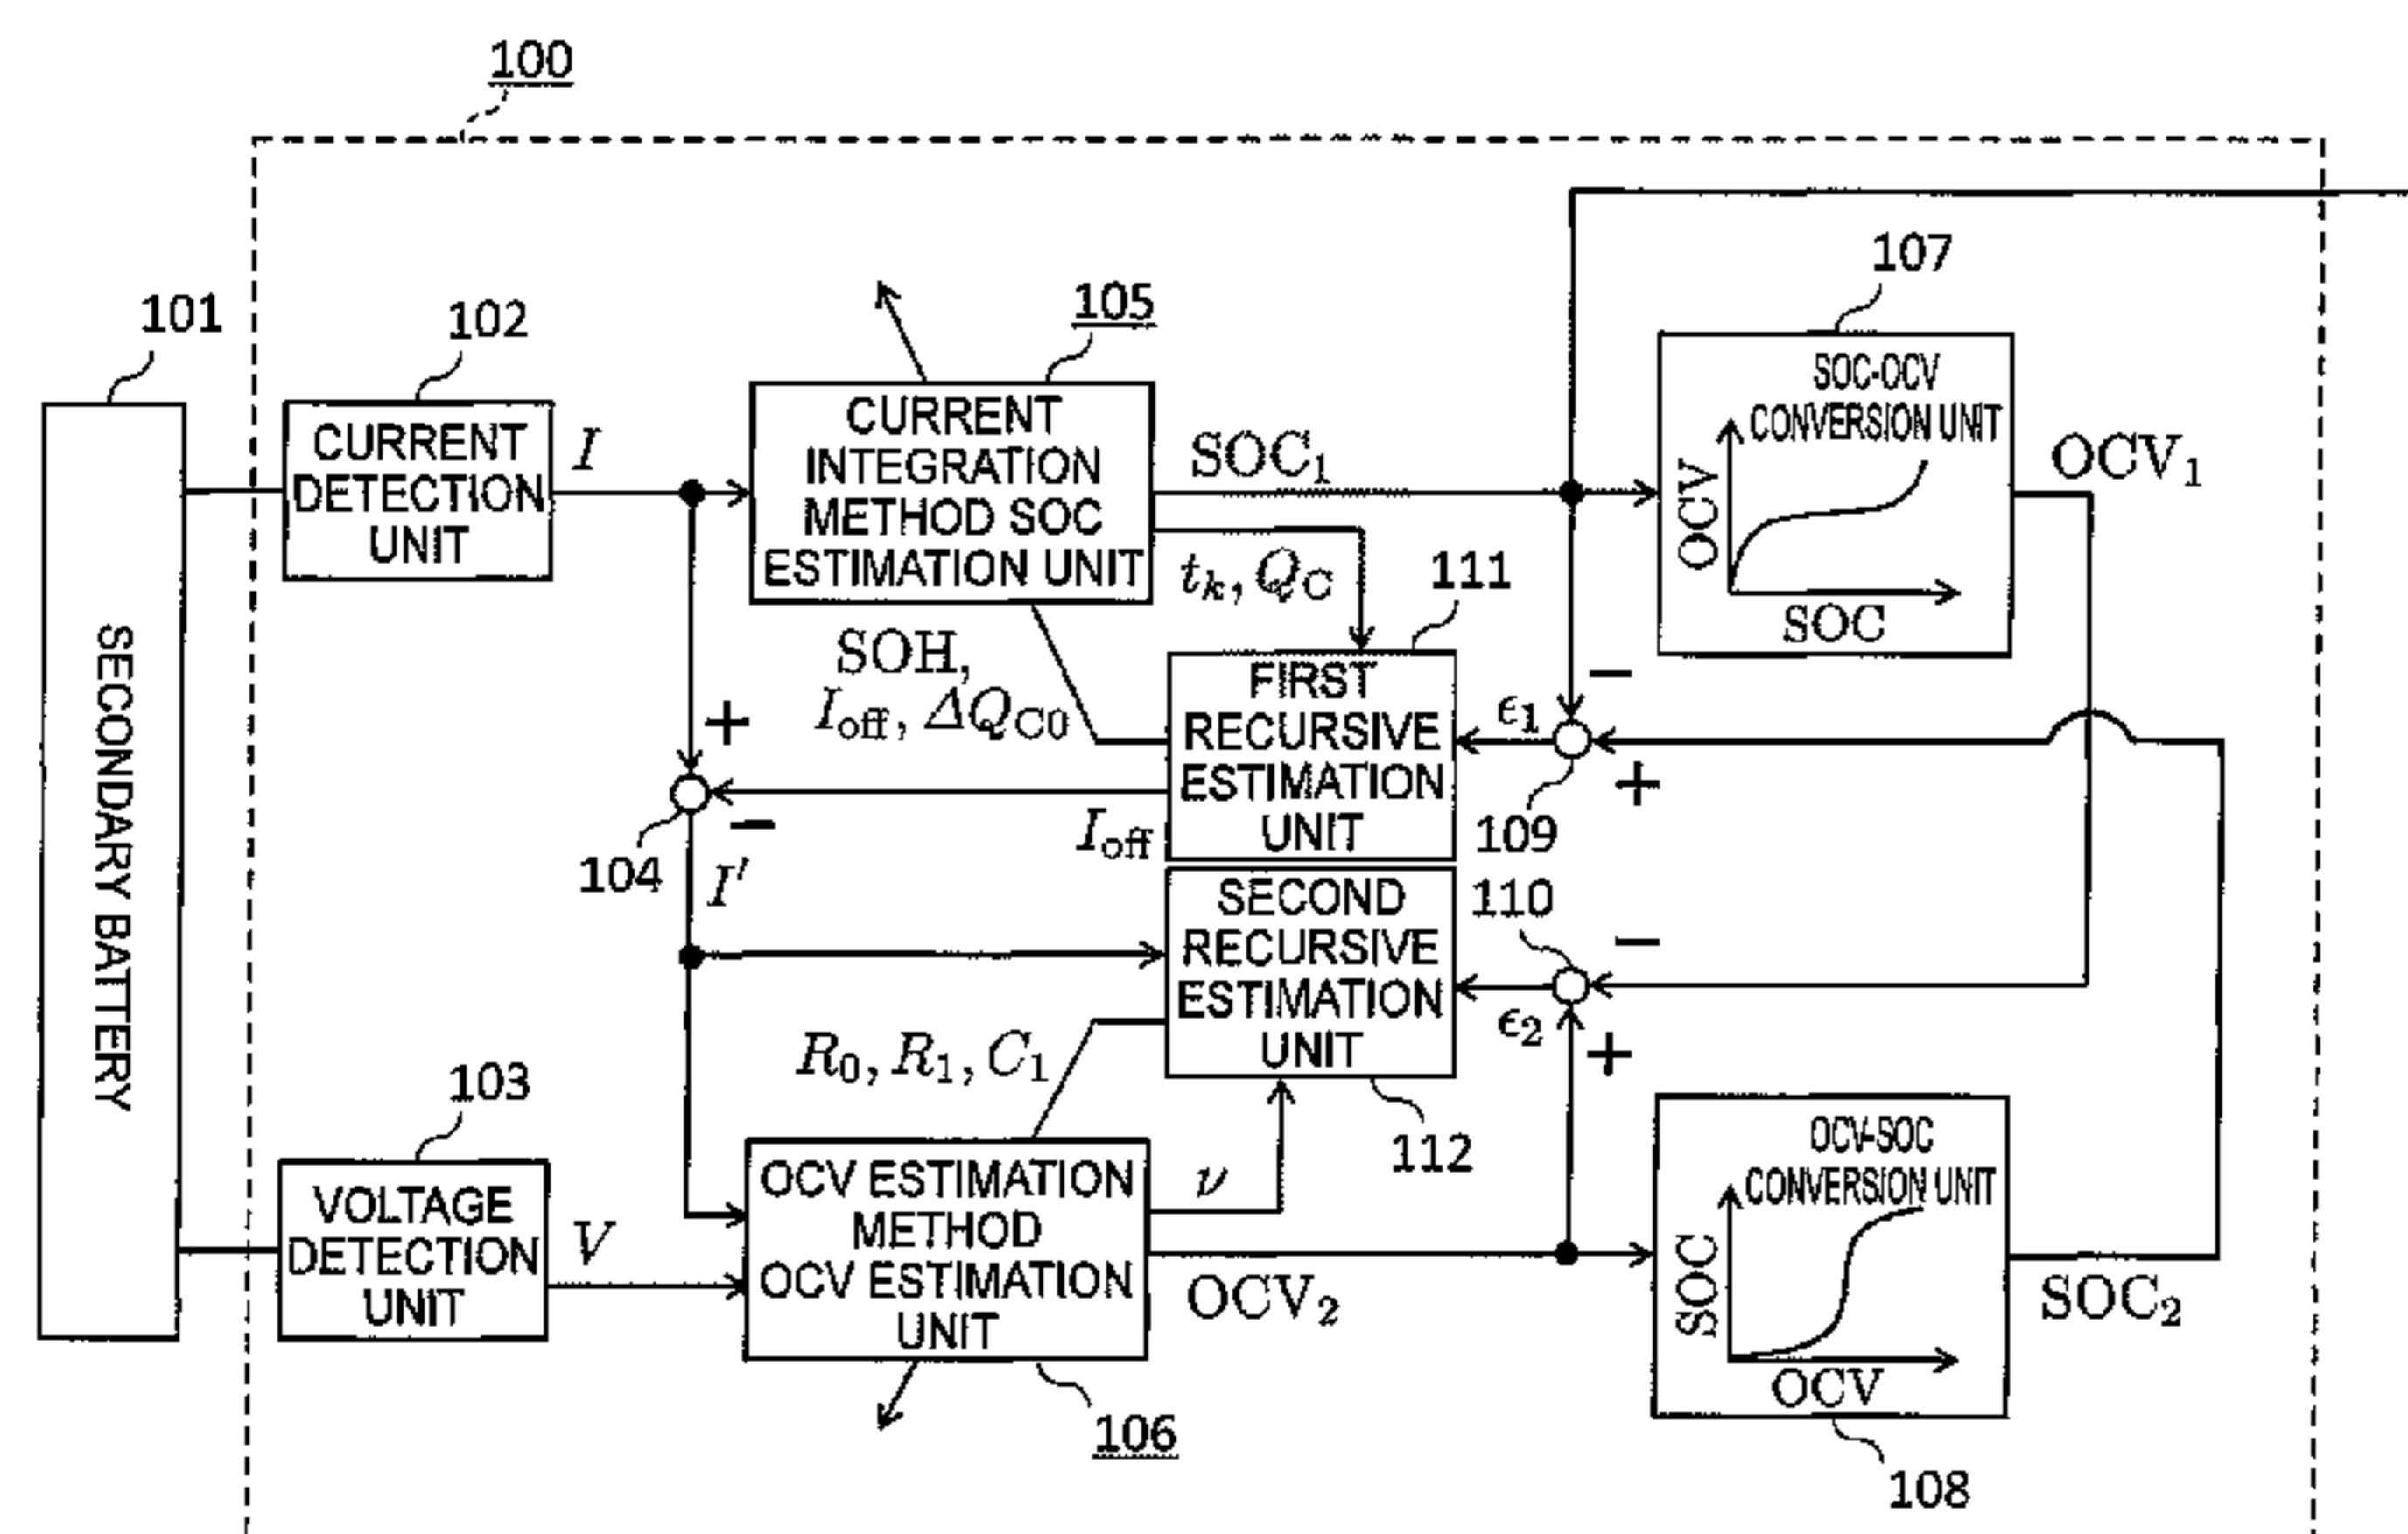 100
101
SECONDARY BATTERY
102
CURRENT
DETECTION
UNIT
I
105
CURRENT
INTEGRATION
METHOD SOC
ESTIMATION UNIT
SOC₁
t_k, Q_C
107
SOC-OCV
CONVERSION UNIT
OCV
SOC
OCV₁
SOH,
I_off, ΔQ_C0
111
FIRST
RECURSIVE
ESTIMATION
UNIT
ϵ₁
−
+
109
+
−
104
I_off
I′
SECOND
RECURSIVE
ESTIMATION
UNIT
110
−
ϵ₂
+
112
R₀, R₁, C₁
103
VOLTAGE
DETECTION
UNIT
V
OCV ESTIMATION
METHOD
OCV ESTIMATION
UNIT
ν
OCV₂
106
OCV-SOC
CONVERSION UNIT
SOC
OCV
SOC₂
108